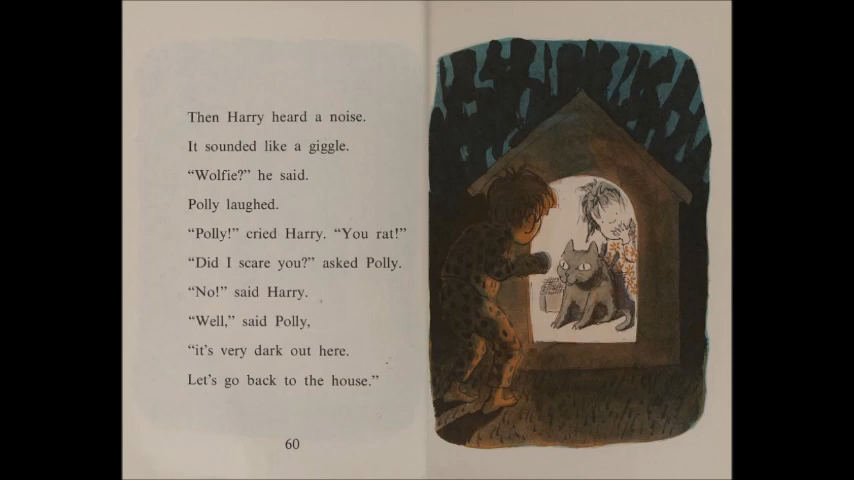 Then Harry heard a noise.
It sounded like a giggle.
“Wolfie?” he said.
Polly laughed.
“Polly!” cried Harry. “You rat!”
“Did I scare you?” asked Polly.
“No!” said Harry.
“Well,” said Polly,
“it’s very dark out here.
Let’s go back to the house.”
60